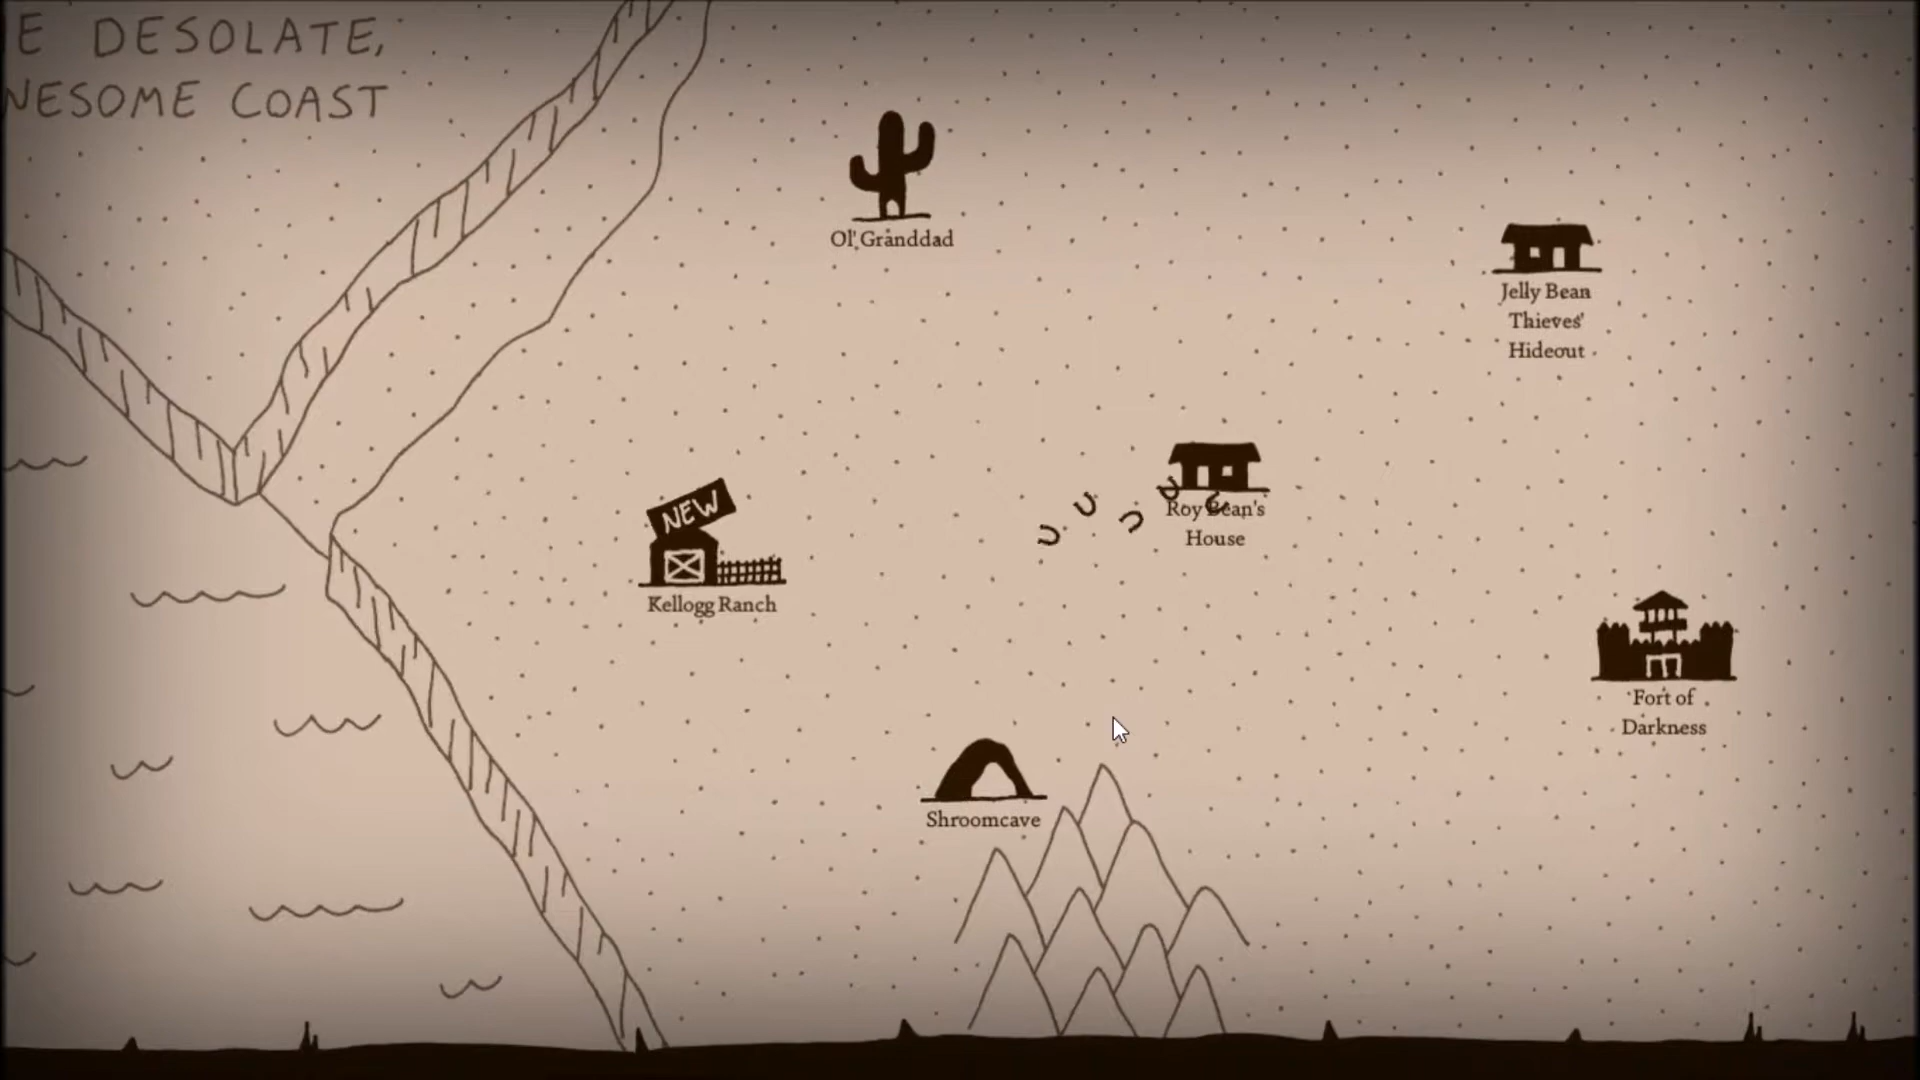 E DESOLATE,
NESOME COAST
Ol' Granddad
Jelly Bean
Thieves'
Hideout
NEW
Kellogg Ranch
Roy Bean's
House
Fort of
Darkness
Shroomcave